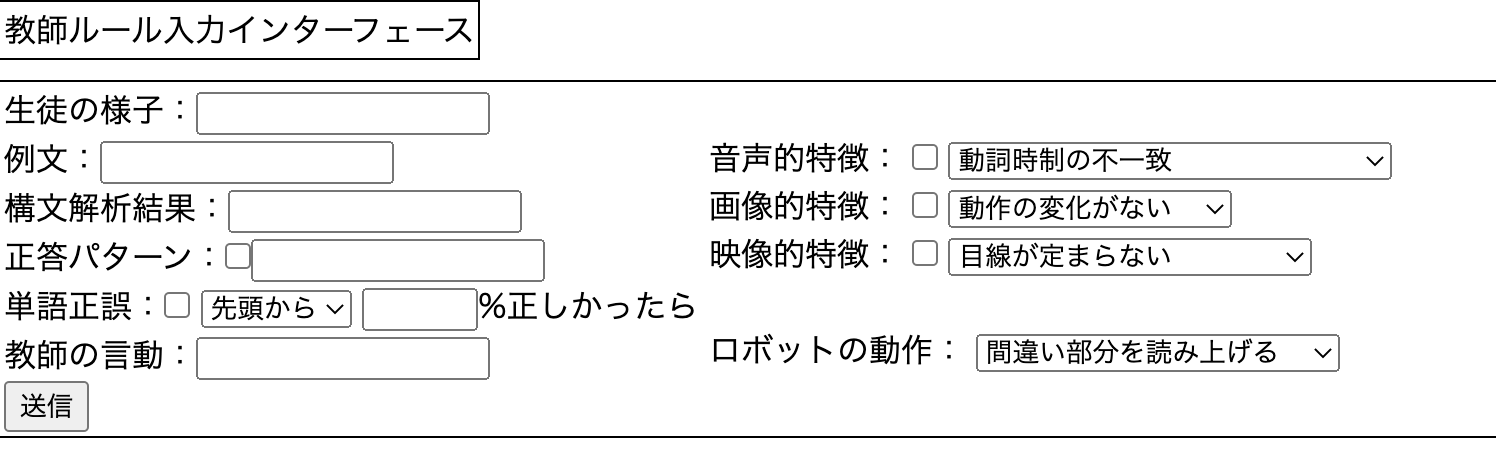 教師ルール入力インターフェース
生徒の様子：
例文：
音声的特徴： 動詞時制の不一致
構文解析結果：
画像的特徴： 動作の変化がない
正答パターン：
映像的特徴： 目線が定まらない
単語正誤： 先頭から %正しかったら
教師の言動：
ロボットの動作： 間違い部分を読み上げる
送信